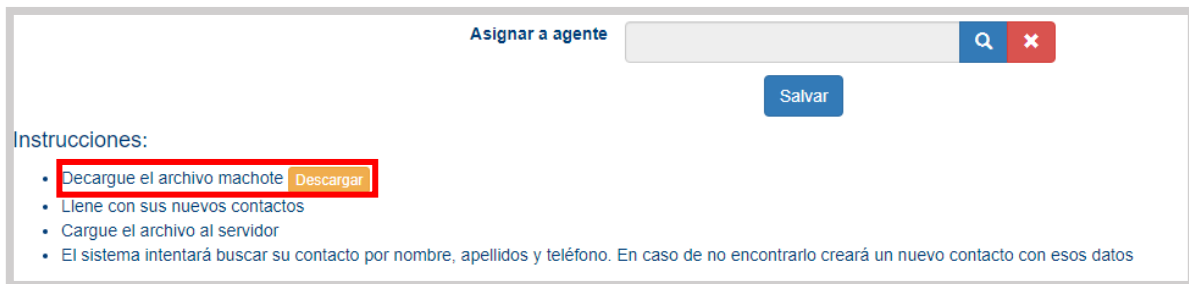 Asignar a agente
Salvar
Instrucciones:
• Decargue el archivo machote Descargar
• Llene con sus nuevos contactos
• Cargue el archivo al servidor
• El sistema intentará buscar su contacto por nombre, apellidos y teléfono. En caso de no encontrarlo creará un nuevo contacto con esos datos